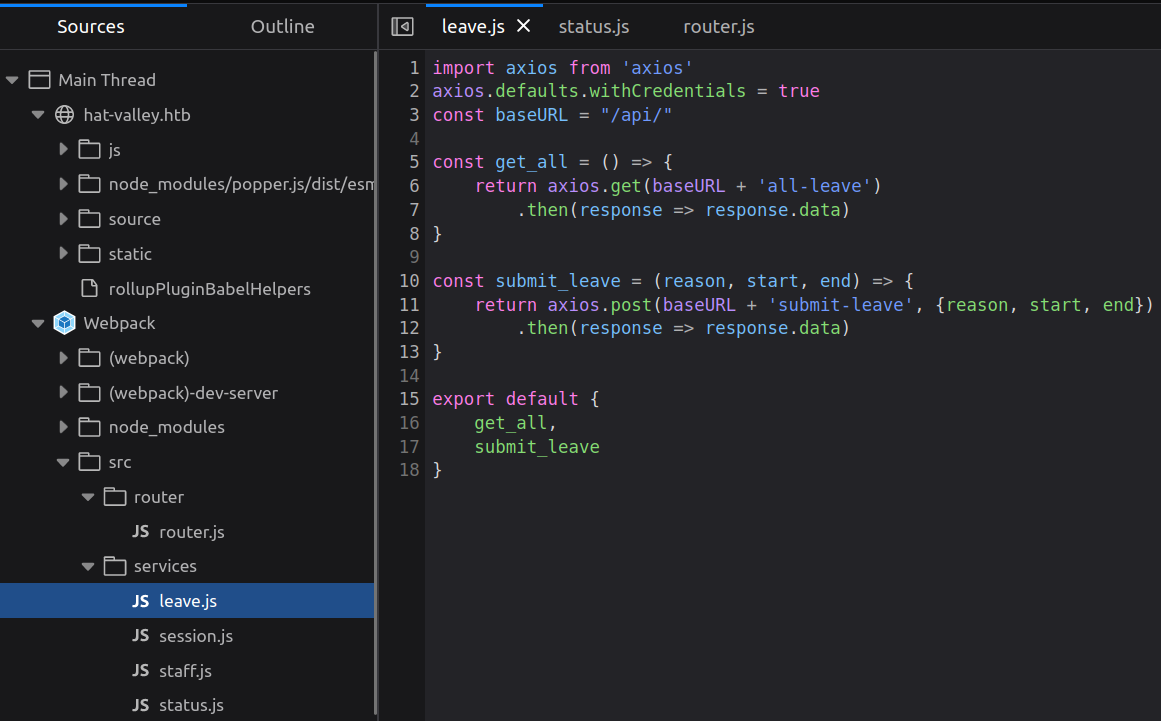 Sources Outline
Main Thread
hat-valley.htb
js
node_modules/popper.js/dist/esm
source
static
rollupPluginBabelHelpers
Webpack
(webpack)
(webpack)-dev-server
node_modules
src
router
JS router.js
services
JS leave.js
JS session.js
JS staff.js
JS status.js
leave.js status.js router.js
1 import axios from 'axios'
2 axios.defaults.withCredentials = true
3 const baseURL = "/api/"
4
5 const get_all = () => {
6     return axios.get(baseURL + 'all-leave')
7         .then(response => response.data)
8 }
9
10 const submit_leave = (reason, start, end) => {
11     return axios.post(baseURL + 'submit-leave', {reason, start, end})
12         .then(response => response.data)
13 }
14
15 export default {
16     get_all,
17     submit_leave
18 }